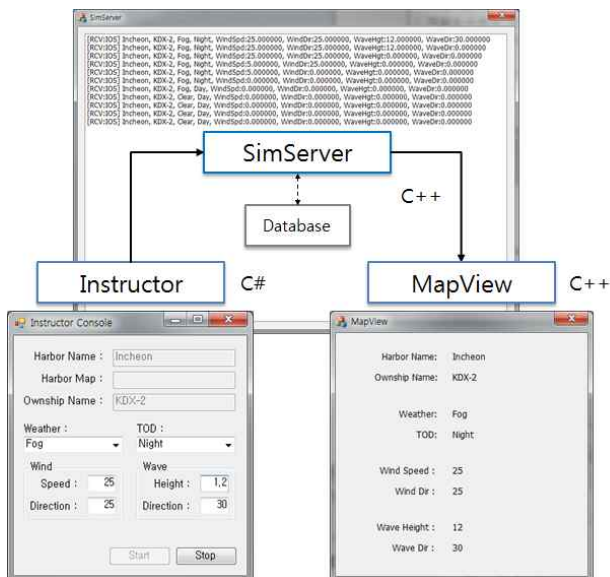 SimServer
[RCV:IOS] Incheon, KDX-2, Fog, Night, WindSpd:25.000000, WindDir:25.000000, WaveHgt:12.000000, WaveDir:30.000000
[RCV:IOS] Incheon, KDX-2, Fog, Night, WindSpd:25.000000, WindDir:25.000000, WaveHgt:12.000000, WaveDir:0.000000
[RCV:IOS] Incheon, KDX-2, Fog, Night, WindSpd:25.000000, WindDir:25.000000, WaveHgt:0.000000, WaveDir:0.000000
[RCV:IOS] Incheon, KDX-2, Fog, Night, WindSpd:5.000000, WindDir:25.000000, WaveHgt:0.000000, WaveDir:0.000000
[RCV:IOS] Incheon, KDX-2, Fog, Night, WindSpd:5.000000, WindDir:0.000000, WaveHgt:0.000000, WaveDir:0.000000
[RCV:IOS] Incheon, KDX-2, Fog, Night, WindSpd:0.000000, WindDir:0.000000, WaveHgt:0.000000, WaveDir:0.000000
[RCV:IOS] Incheon, KDX-2, Fog, Day, WindSpd:0.000000, WindDir:0.000000, WaveHgt:0.000000, WaveDir:0.000000
[RCV:IOS] Incheon, KDX-2, Clear, Day, WindSpd:0.000000, WindDir:0.000000, WaveHgt:0.000000, WaveDir:0.000000
[RCV:IOS] Incheon, KDX-2, Clear, Day, WindSpd:0.000000, WindDir:0.000000, WaveHgt:0.000000, WaveDir:0.000000
[RCV:IOS] Incheon, KDX-2, Clear, Day, WindSpd:0.000000, WindDir:0.000000, WaveHgt:0.000000, WaveDir:0.000000
[RCV:IOS] Incheon, KDX-2, Clear, Day, WindSpd:0.000000, WindDir:0.000000, WaveHgt:0.000000, WaveDir:0.000000
SimServer
C++
Database
Instructor C#
MapView C++
Instructor Console
Harbor Name : Incheon
Harbor Map :
Ownship Name : KDX-2
Weather : TOD :
Fog Night
Wind Wave
Speed : 25 Height : 1,2
Direction : 25 Direction : 30
Start Stop
MapView
Harbor Name: Incheon
Ownship Name: KDX-2
Weather: Fog
TOD: Night
Wind Speed : 25
Wind Dir : 25
Wave Height : 12
Wave Dir : 30